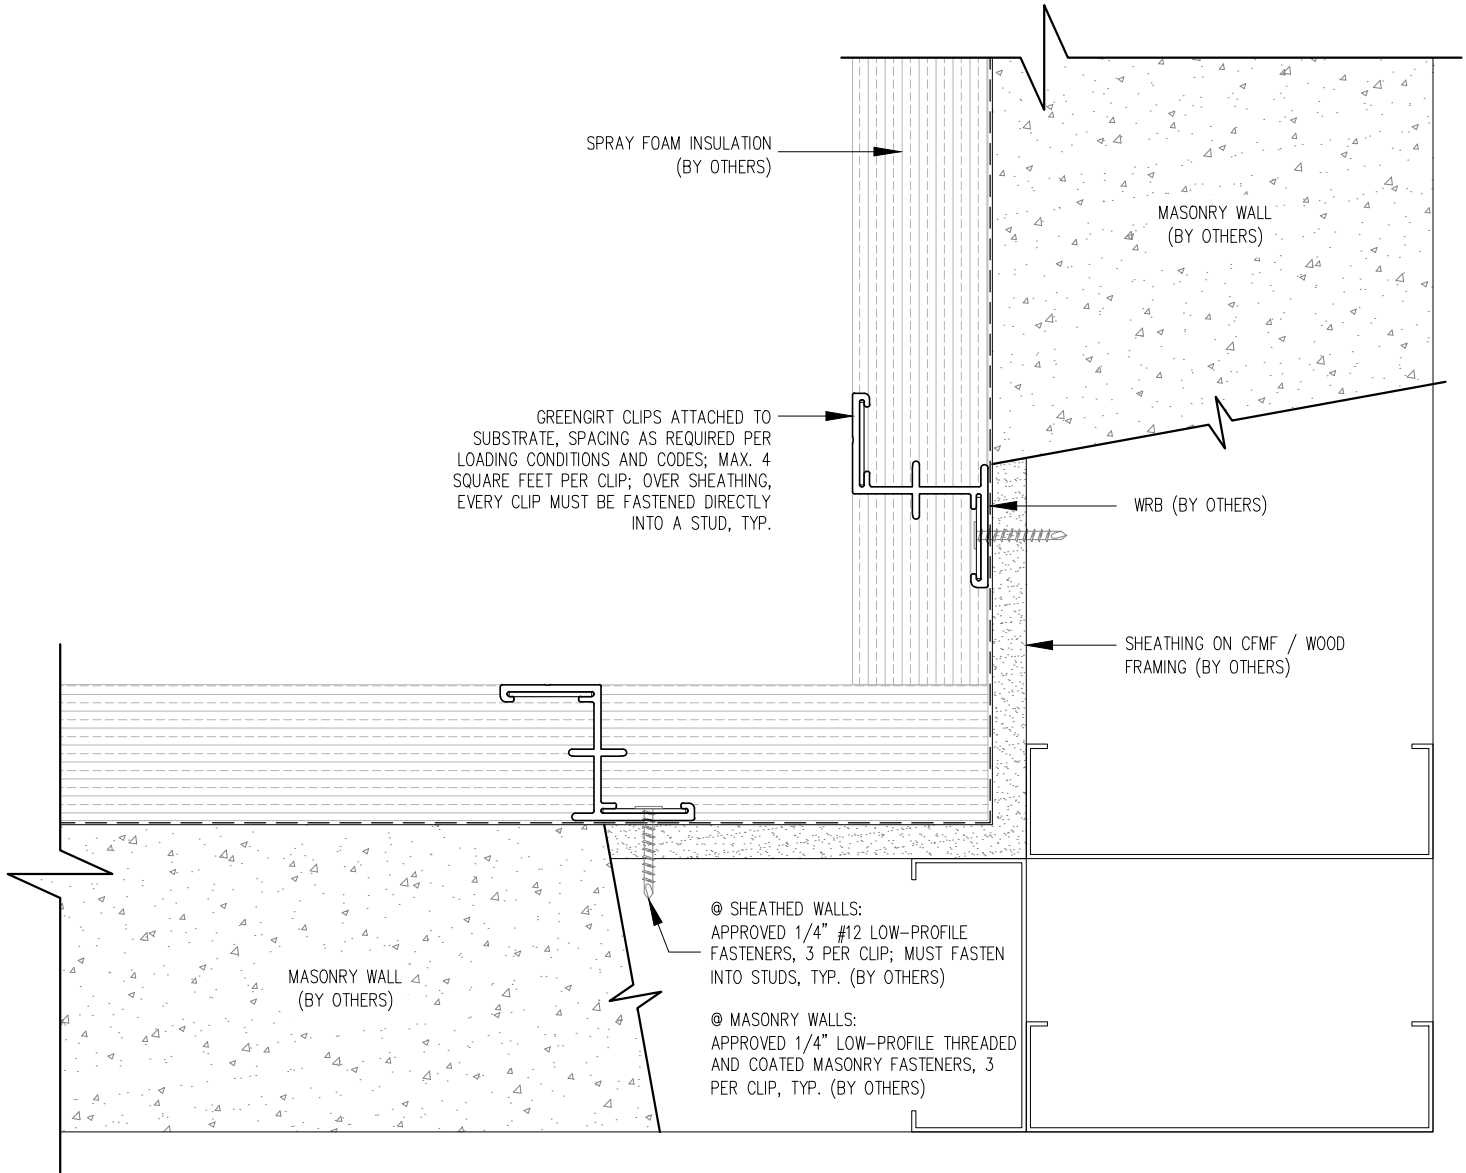 SPRAY FOAM INSULATION
(BY OTHERS)
MASONRY WALL
(BY OTHERS)
GREENGIRT CLIPS ATTACHED TO
SUBSTRATE, SPACING AS REQUIRED PER
LOADING CONDITIONS AND CODES; MAX. 4
SQUARE FEET PER CLIP; OVER SHEATHING,
EVERY CLIP MUST BE FASTENED DIRECTLY
INTO A STUD, TYP.
WRB (BY OTHERS)
SHEATHING ON CFMF / WOOD
FRAMING (BY OTHERS)
MASONRY WALL
(BY OTHERS)
@ SHEATHED WALLS:
APPROVED 1/4" #12 LOW-PROFILE
FASTENERS, 3 PER CLIP; MUST FASTEN
INTO STUDS, TYP. (BY OTHERS)
@ MASONRY WALLS:
APPROVED 1/4" LOW-PROFILE THREADED
AND COATED MASONRY FASTENERS, 3
PER CLIP, TYP. (BY OTHERS)